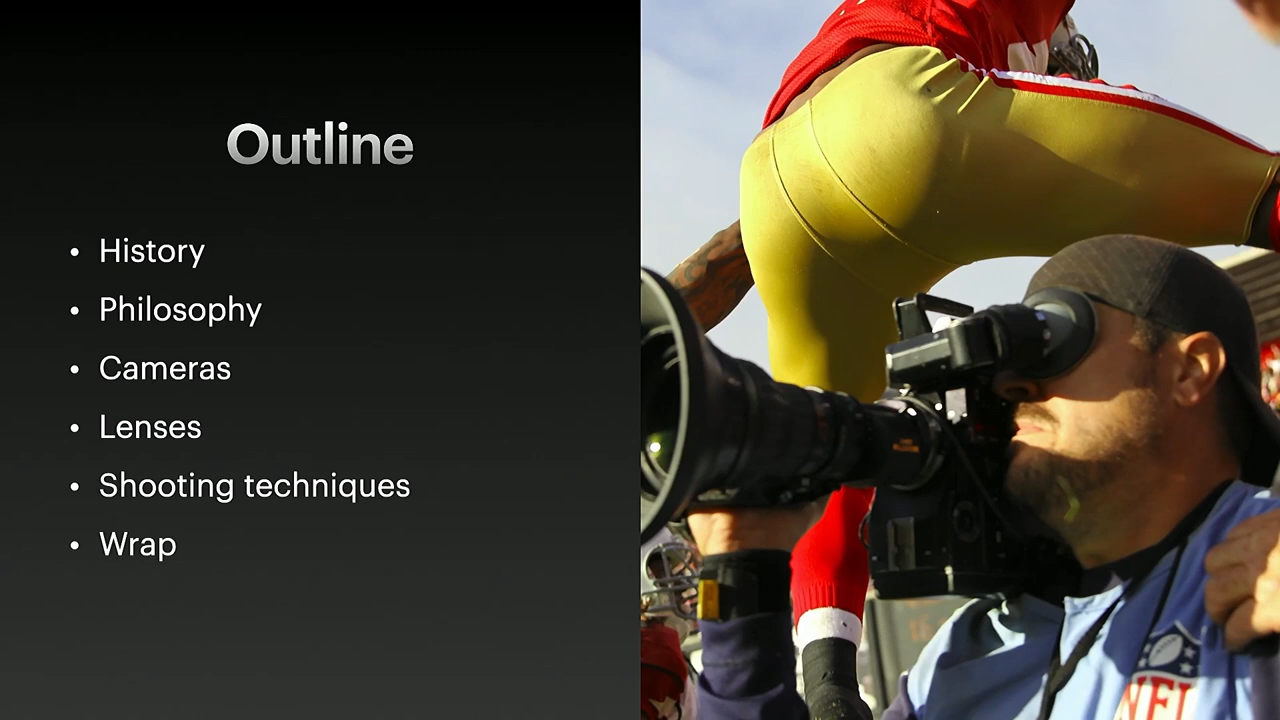 Outline
• History
• Philosophy
• Cameras
• Lenses
• Shooting techniques
• Wrap
NFL